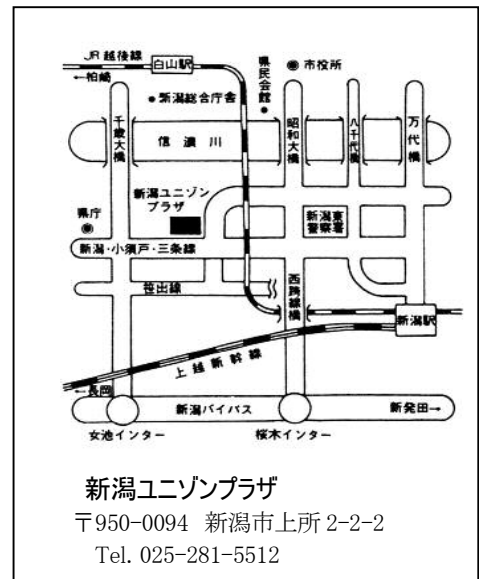 JR越後線
白山駅
←柏崎
県民会館
市役所
新潟総合庁舎
千歳大橋
信濃川
昭和大橋
八千代橋
万代橋
新潟ユニゾン
プラザ
県庁
新潟東
警察署
新潟・小須戸・三条線
笹出線
西跨線橋
新潟駅
上越新幹線
←長岡
新潟バイパス
新発田→
女池インター
桜木インター
新潟ユニゾンプラザ
〒950-0094 新潟市上所 2-2-2
Tel. 025-281-5512